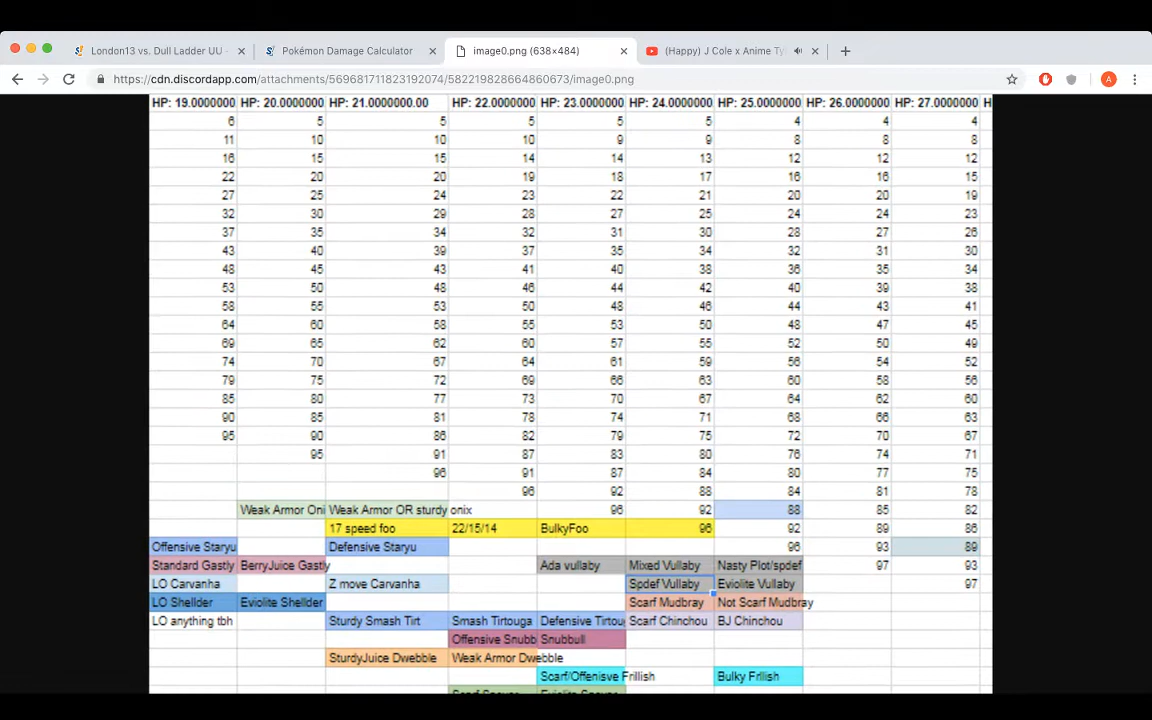 London13 vs. Dull Ladder UU - × Pokémon Damage Calculator × image0.png (638×484) × (Happy) J Cole x Anime Ty × +
https://cdn.discordapp.com/attachments/569681711823192074/582219828664860673/image0.png A
HP: 19.0000000 HP: 20.0000000 HP: 21.0000000.00 HP: 22.0000000 HP: 23.0000000 HP: 24.0000000 HP: 25.0000000 HP: 26.0000000 HP: 27.0000000 H
6 5 5 5 5 5 4 4 4
11 10 10 10 9 9 8 8 8
16 15 15 14 14 13 12 12 12
22 20 20 19 18 17 16 16 15
27 25 25 23 22 21 20 20 19
32 30 29 28 27 25 24 24 23
37 35 34 32 31 30 28 27 26
43 40 39 37 35 34 32 31 30
48 45 43 41 40 38 36 35 34
53 50 48 46 44 42 40 39 38
58 55 53 50 48 46 44 43 41
64 60 58 55 53 50 48 47 45
69 65 62 60 57 55 52 50 49
74 70 67 64 61 59 56 54 52
79 75 72 69 66 63 60 58 56
85 80 77 73 70 67 64 62 60
90 85 81 78 74 71 68 66 63
95 90 86 82 79 75 72 70 67
95 91 87 83 80 76 74 71
96 91 87 84 80 77 75
96 92 88 84 81 78
Weak Armor Oni Weak Armor OR sturdy onix 96 92 88 85 82
17 speed foo 22/15/14 BulkyFoo 96 92 89 86
Offensive Staryu Defensive Staryu 96 93 89
Standard Gastly BerryJuice Gastly Ada vullaby Mixed Vullaby Nasty Plot/spdef 97 93
LO Carvanha Z move Carvanha Spdef Vullaby Eviolite Vullaby 97
LO Shellder Eviolite Shellder Scarf Mudbray Not Scarf Mudbray
LO anything tbh Sturdy Smash Tirt Smash Tirtouga Defensive Tirtoug Scarf Chinchou BJ Chinchou
Offensive Snubb Snubbull
SturdyJuice Dwebble Weak Armor Dwebble
Scarf/Offenisve Frillish Bulky Frllish